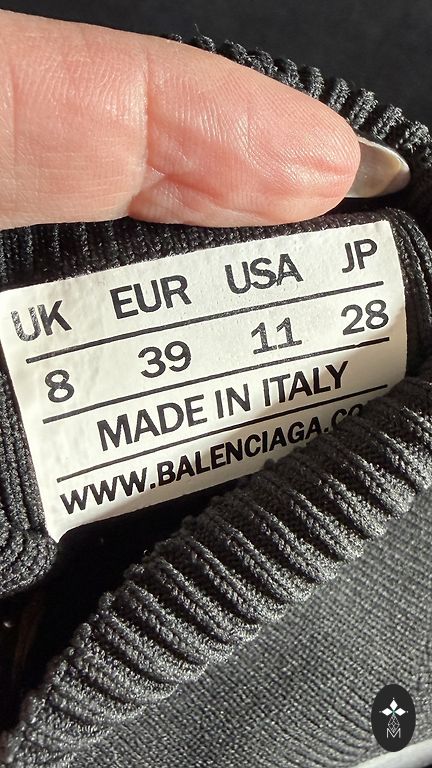 UK EUR USA JP
8 39 11 28
MADE IN ITALY
WWW.BALENCIAGA.CO
M